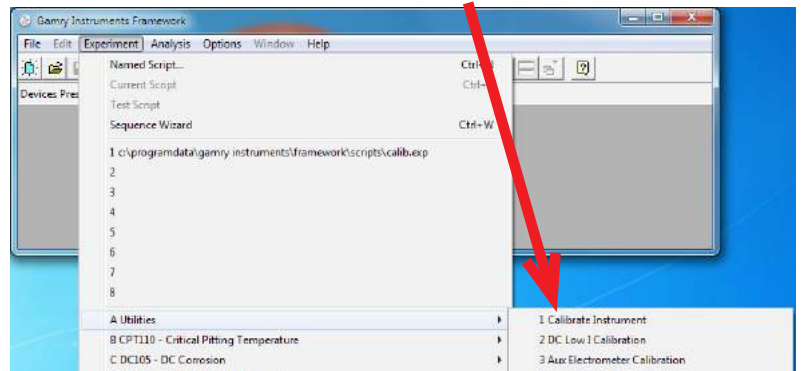 Gamry Instruments Framework
File Edit Experiment Analysis Options Window Help
Named Script...
Current Script
Test Script
Sequence Wizard Ctrl+W
Devices
1 c:\programdata\gamry instruments\framework\scripts\calib.exp
2
3
4
5
6
7
8
A Utilities 1 Calibrate Instrument
B CPT110 - Critical Pitting Temperature 2 DC Low I Calibration
C DC105 - DC Corrosion 3 Aux Electrometer Calibration